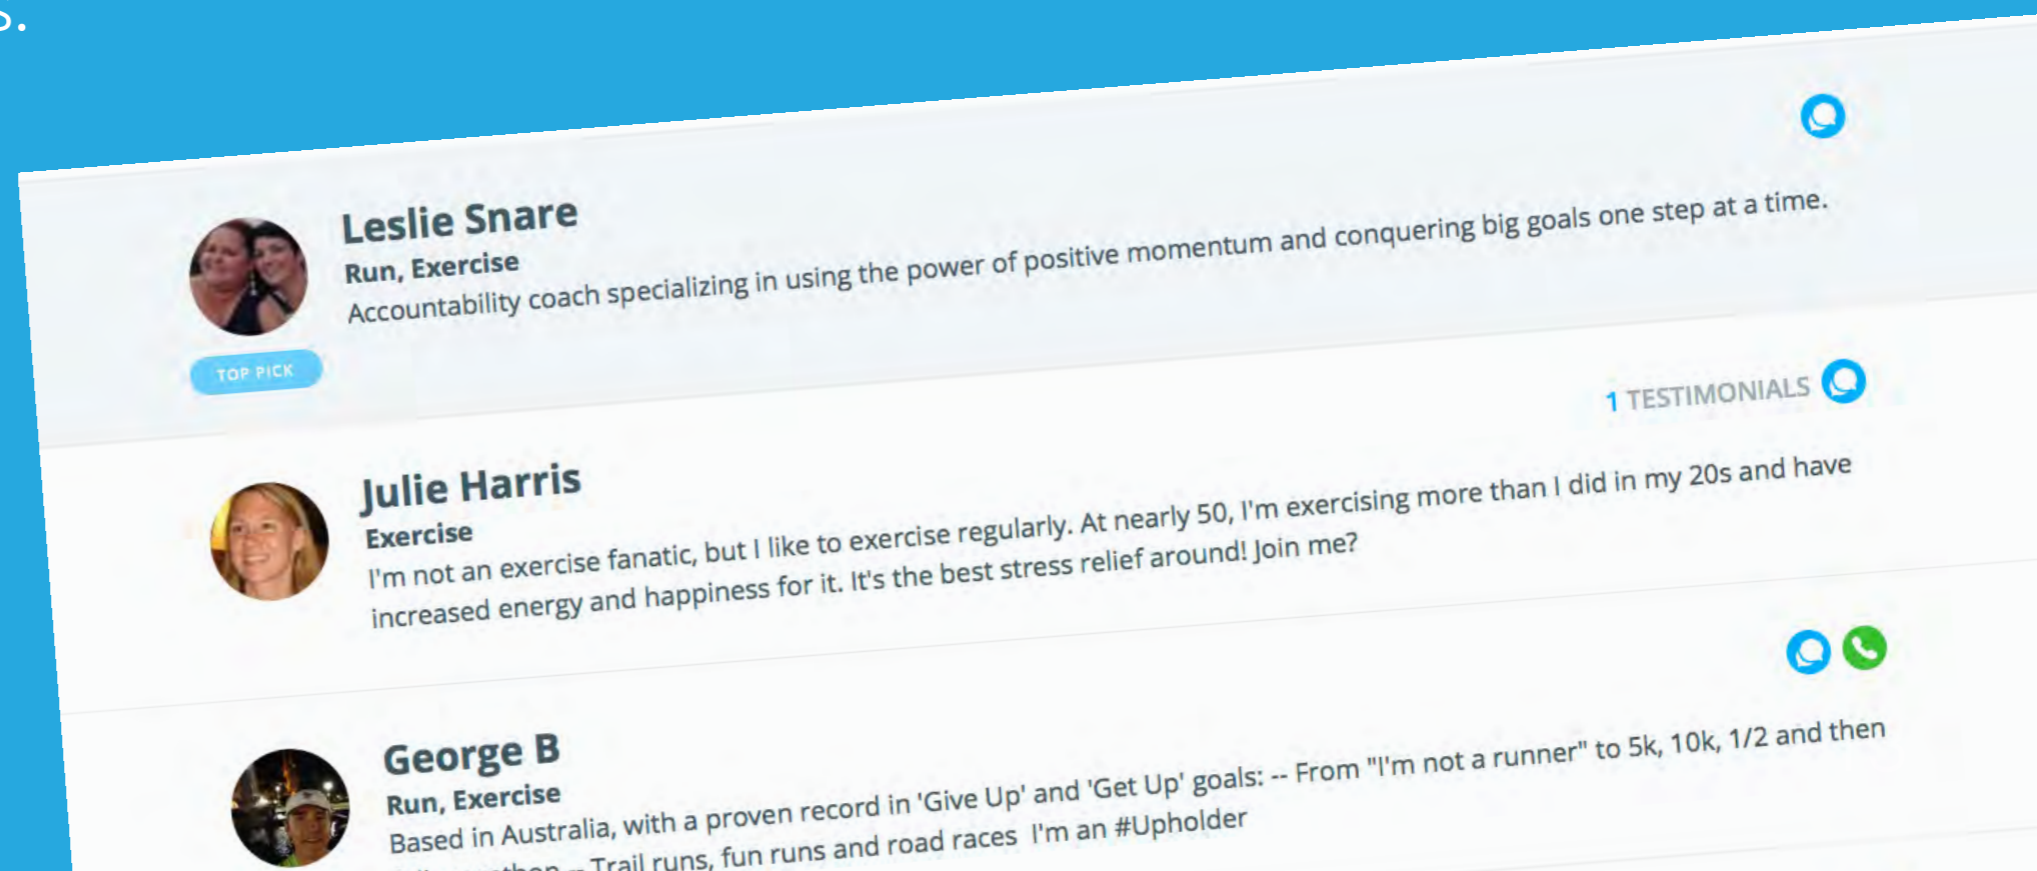 s.
Leslie Snare
Run, Exercise
Accountability coach specializing in using the power of positive momentum and conquering big goals one step at a time.
TOP PICK
1 TESTIMONIALS
Julie Harris
Exercise
I'm not an exercise fanatic, but I like to exercise regularly. At nearly 50, I'm exercising more than I did in my 20s and have
increased energy and happiness for it. It's the best stress relief around! Join me?
George B
Run, Exercise
Based in Australia, with a proven record in 'Give Up' and 'Get Up' goals: -- From "I'm not a runner" to 5k, 10k, 1/2 and then
-- Trail runs, fun runs and road races I'm an #Upholder